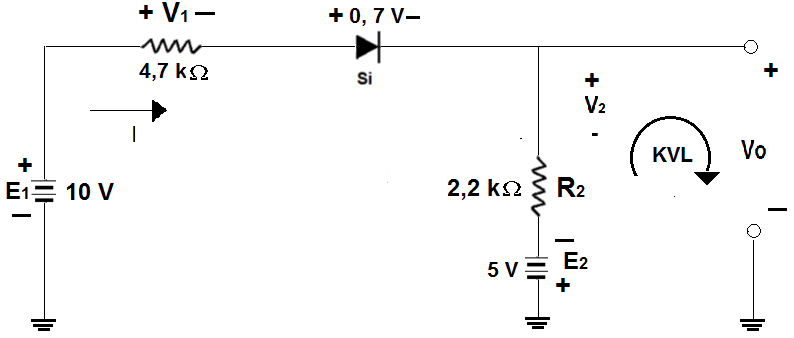 + V1 −
+ 0, 7 V−
4,7 kΩ
Si
I
+
V2
-
+
KVL
Vo
−
+
E1 10 V
−
2,2 kΩ R2
−
5 V E2
+